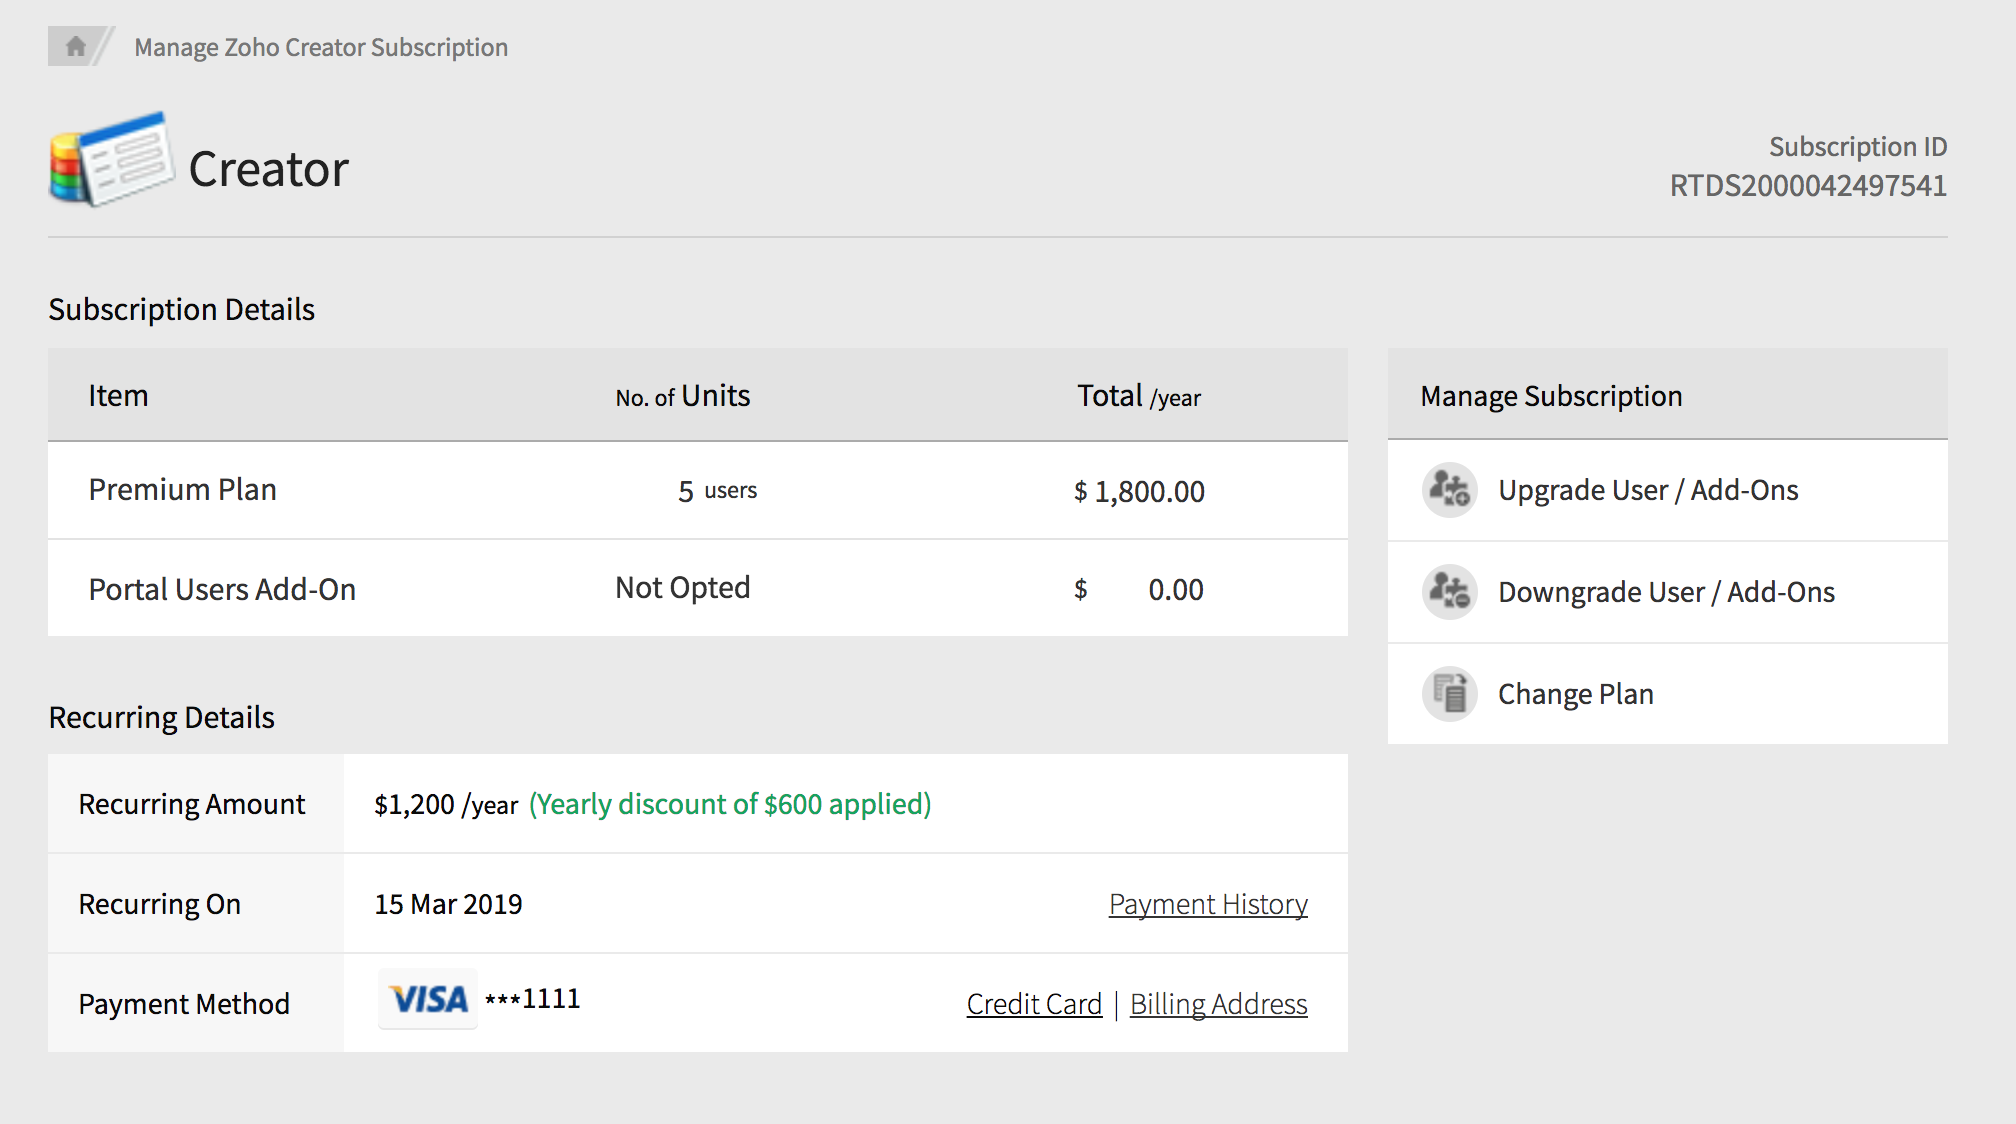 Manage Zoho Creator Subscription
Creator
Subscription ID
RTDS2000042497541
Subscription Details
Item No. of Units Total /year
Premium Plan 5 users $ 1,800.00
Portal Users Add-On Not Opted $ 0.00
Manage Subscription
Upgrade User / Add-Ons
Downgrade User / Add-Ons
Change Plan
Recurring Details
Recurring Amount $1,200 /year (Yearly discount of $600 applied)
Recurring On 15 Mar 2019 Payment History
Payment Method VISA ***1111 Credit Card | Billing Address